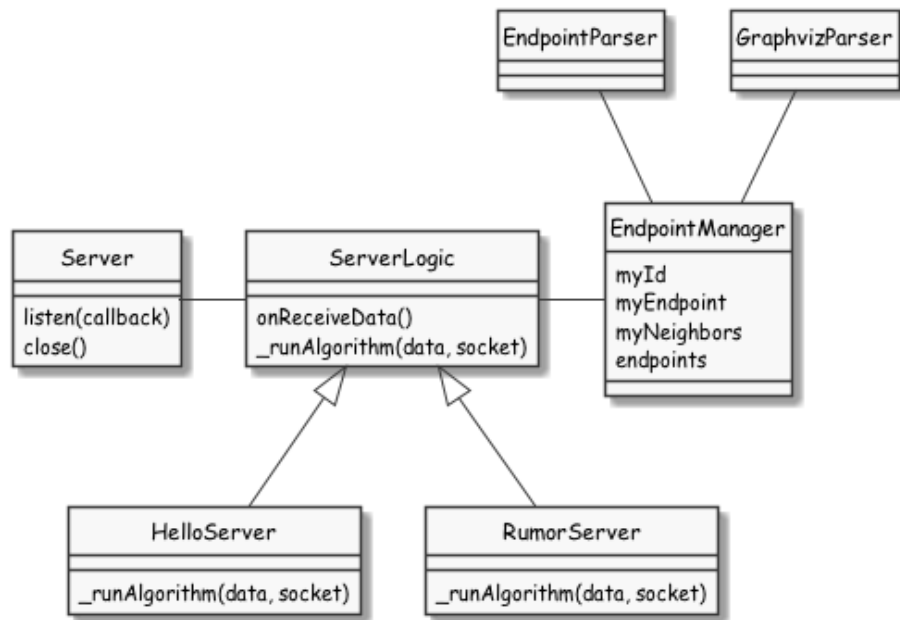 EndpointParser
GraphvizParser
EndpointManager
myId
myEndpoint
myNeighbors
endpoints
Server
listen(callback)
close()
ServerLogic
onReceiveData()
_runAlgorithm(data, socket)
HelloServer
_runAlgorithm(data, socket)
RumorServer
_runAlgorithm(data, socket)